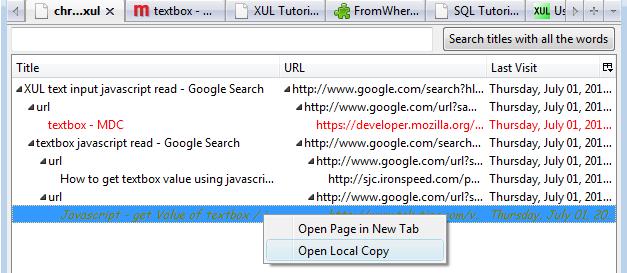 chr...xul textbox - ... XUL Tutori... FromWher... SQL Tutori... XUL Us
Search titles with all the words
Title URL Last Visit
XUL text input javascript read - Google Search http://www.google.com/search?hl... Thursday, July 01, 201...
url http://www.google.com/url?sa... Thursday, July 01, 201...
textbox - MDC https://developer.mozilla.org/... Thursday, July 01, 201...
textbox javascript read - Google Search http://www.google.com/url?s... Thursday, July 01, 201...
url http://www.google.com/url?s... Thursday, July 01, 201...
How to get textbox value using javascri... http://sjc.ironspeed.com/p... Thursday, July 01, 201...
url http://www.google.com/url?s... Thursday, July 01, 201...
Javascript - get Value of textbox / Thursday, July 01, 20...
Open Page in New Tab
Open Local Copy